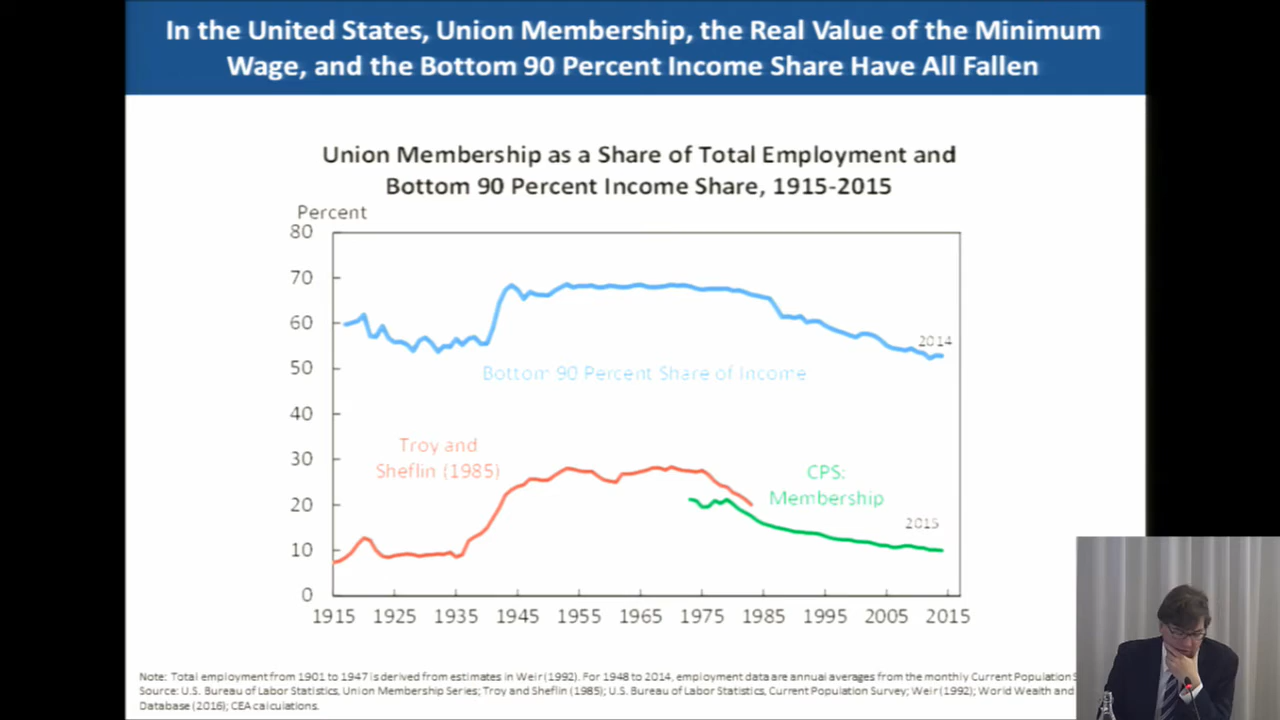 In the United States, Union Membership, the Real Value of the Minimum
Wage, and the Bottom 90 Percent Income Share Have All Fallen
Union Membership as a Share of Total Employment and
Bottom 90 Percent Income Share, 1915-2015
Percent
80
70
60
50
40
30
20
10
0
2014
Bottom 90 Percent Share of Income
Troy and
Sheflin (1985)
CPS:
Membership
2015
1915 1925 1935 1945 1955 1965 1975 1985 1995 2005 2015
Note: Total employment from 1901 to 1947 is derived from estimates in Weir (1992). For 1948 to 2014, employment data are annual averages from the monthly Current Population
Source: U.S. Bureau of Labor Statistics, Union Membership Series; Troy and Sheflin (1985); U.S. Bureau of Labor Statistics, Current Population Survey; Weir (1992); World Wealth and
Database (2016); CEA calculations.